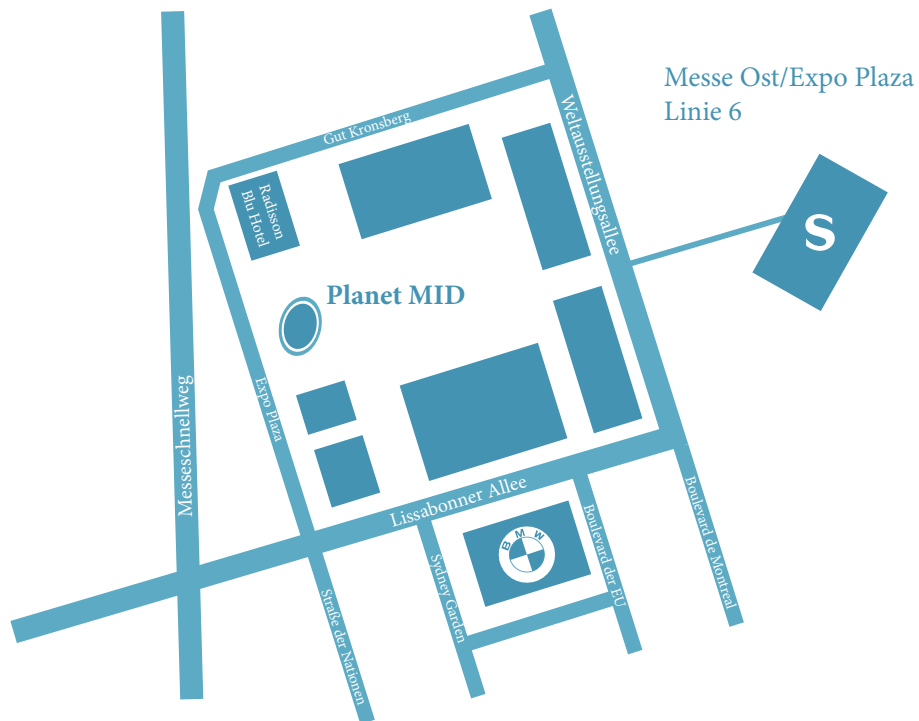 Messe Ost/Expo Plaza
Linie 6
Gut Kronsberg
Weltausstellungsallee
Radisson
Blu Hotel
S
Planet MID
Expo Plaza
Messeschnellweg
Lissabonner Allee
BMW
Boulevard der EU
Boulevard de Montreal
Sydney Garden
Straße der Nationen